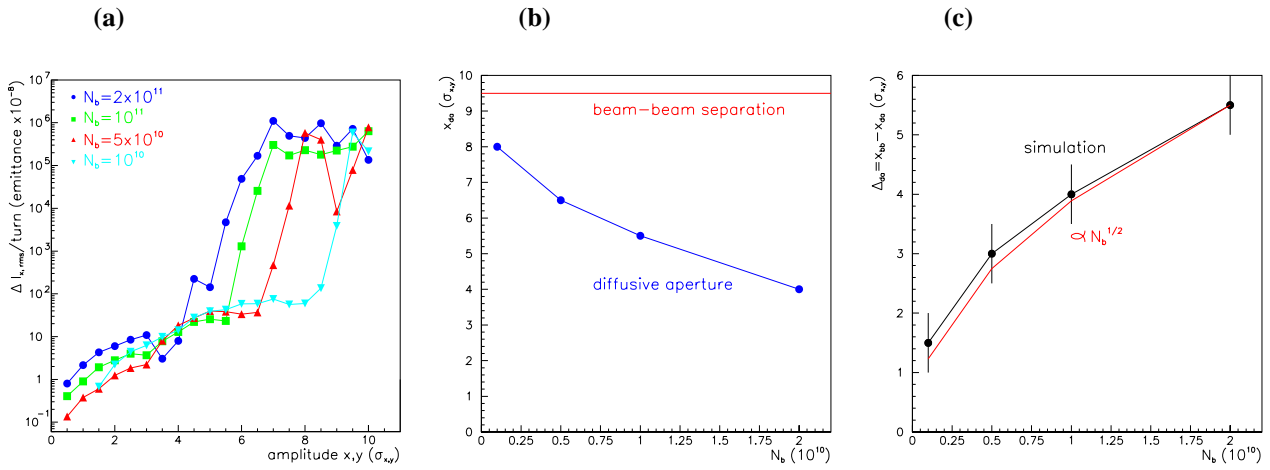 (a)
Δ I_x,rms/turn (emittance x10^-8)
10^7
10^6
10^5
10^4
10^3
10^2
10
1
10^-1
N_b=2x10^11
N_b=10^11
N_b=5x10^10
N_b=10^10
0 2 4 6 8 10
amplitude x,y (σ_x,y)
(b)
x_da (σ_x,y)
10
9
8
7
6
5
4
3
2
1
0
beam–beam separation
diffusive aperture
0 0.25 0.5 0.75 1 1.25 1.5 1.75 2
N_b (10^10)
(c)
Δ_da=x_bb–x_da (σ_x,y)
6
5
4
3
2
1
0
simulation
∝ N_b^1/2
0 0.25 0.5 0.75 1 1.25 1.5 1.75 2
N_b (10^10)